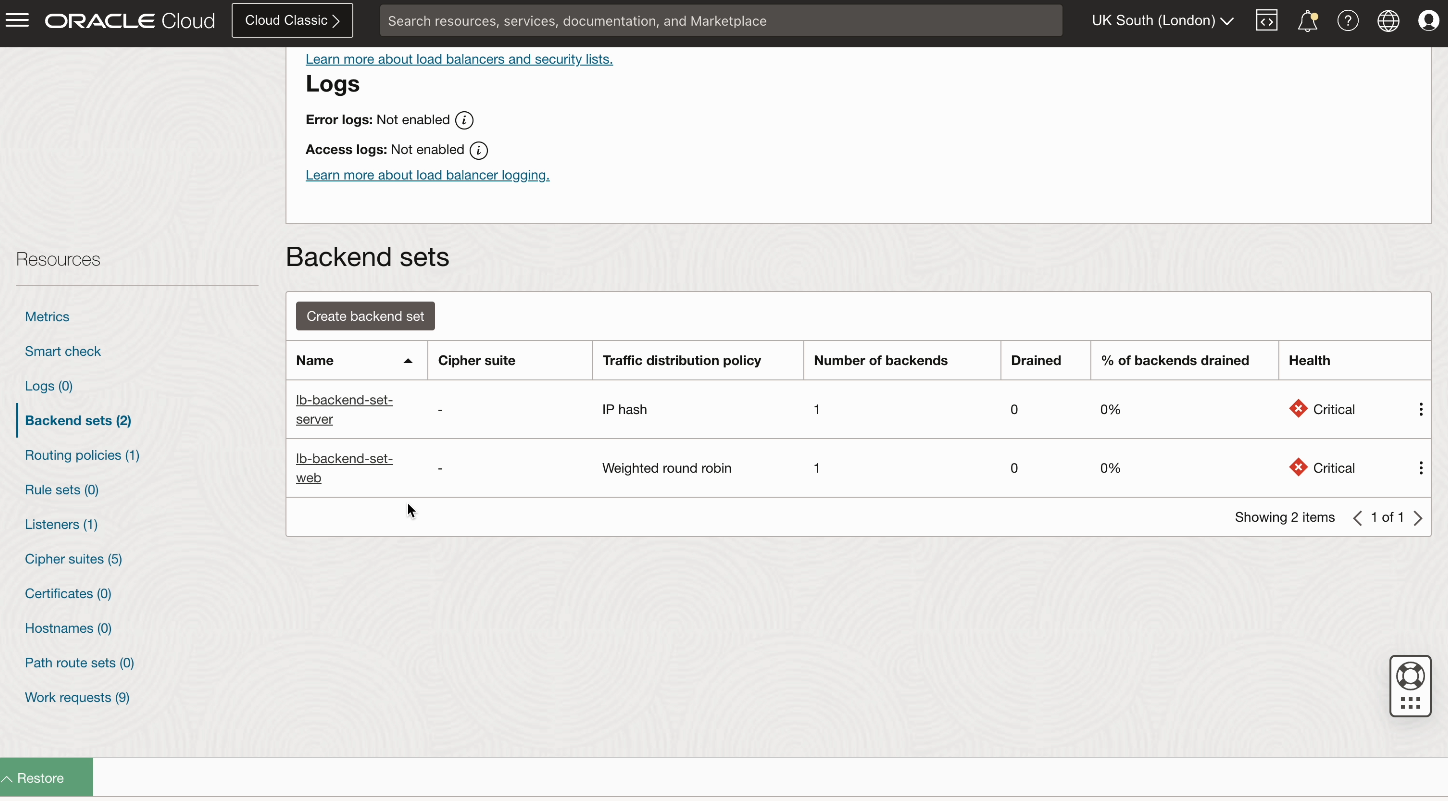 ORACLE Cloud
Cloud Classic
Search resources, services, documentation, and Marketplace
UK South (London)
Learn more about load balancers and security lists.
Logs
Error logs: Not enabled
Access logs: Not enabled
Learn more about load balancer logging.
Resources
Metrics
Smart check
Logs (0)
Backend sets (2)
Routing policies (1)
Rule sets (0)
Listeners (1)
Cipher suites (5)
Certificates (0)
Hostnames (0)
Path route sets (0)
Work requests (9)
Backend sets
Create backend set
Name Cipher suite Traffic distribution policy Number of backends Drained % of backends drained Health
lb-backend-set-
server
- IP hash 1 0 0% Critical
lb-backend-set-
web
- Weighted round robin 1 0 0% Critical
Showing 2 items 1 of 1
Restore